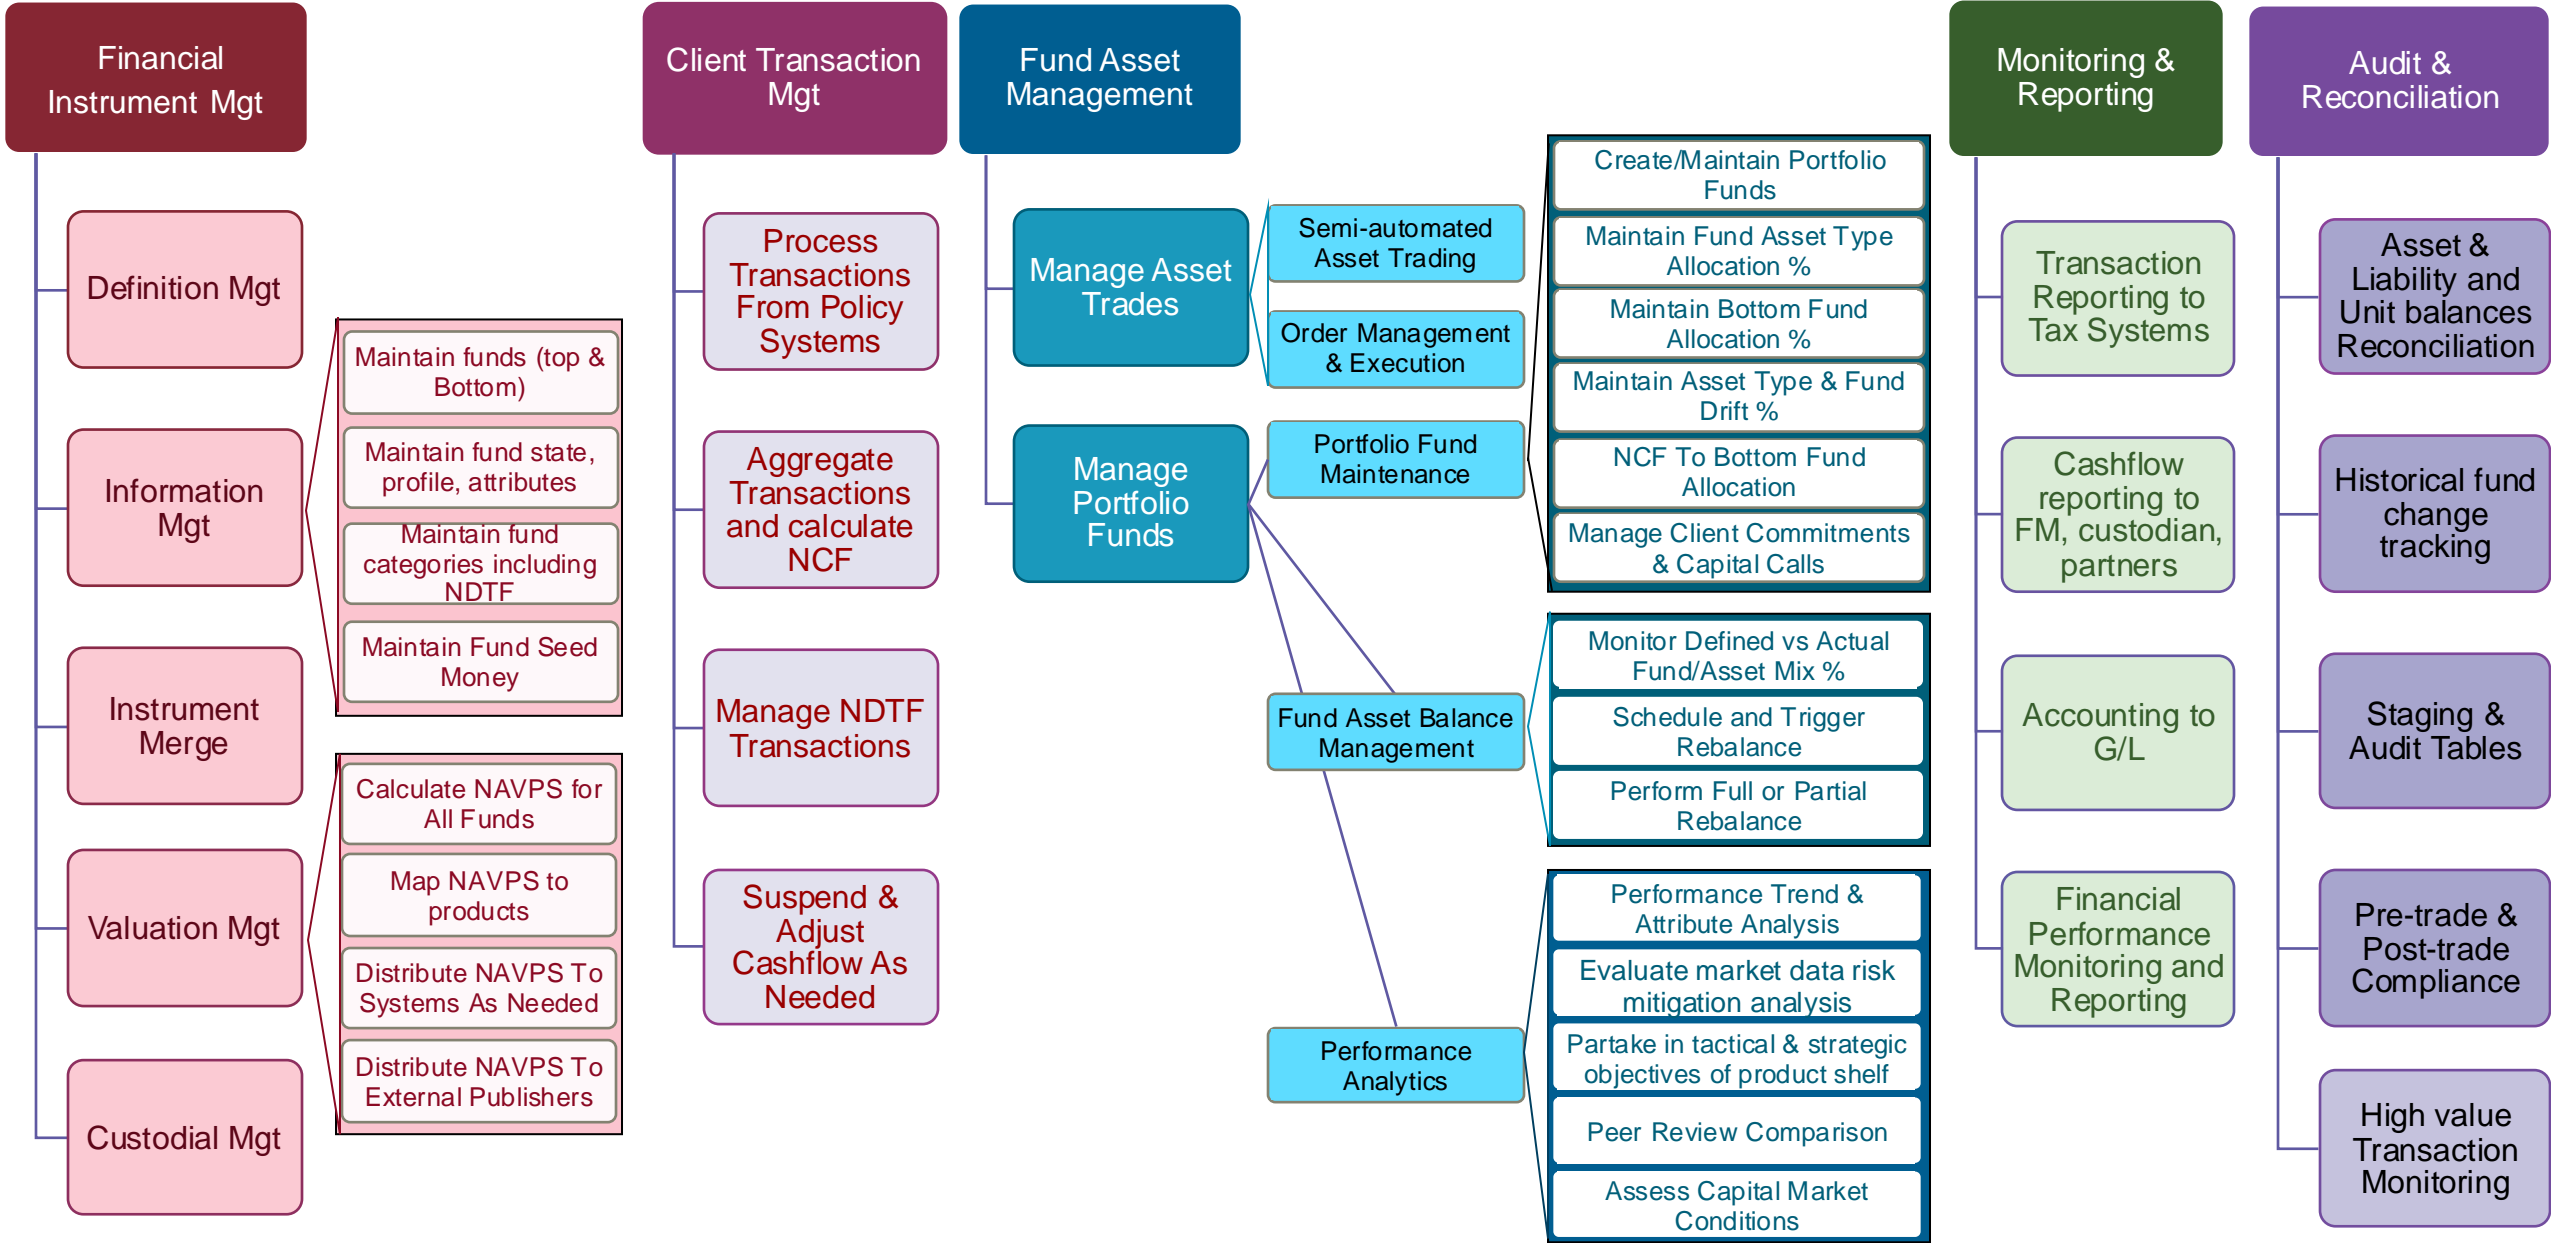 Financial
Instrument Mgt
Definition Mgt
Information
Mgt
Maintain funds (top &
Bottom)
Maintain fund state,
profile, attributes
Maintain fund
categories including
NDTF
Maintain Fund Seed
Money
Instrument
Merge
Valuation Mgt
Calculate NAVPS for
All Funds
Map NAVPS to
products
Distribute NAVPS To
Systems As Needed
Distribute NAVPS To
External Publishers
Custodial Mgt
Client Transaction
Mgt
Process
Transactions
From Policy
Systems
Aggregate
Transactions
and calculate
NCF
Manage NDTF
Transactions
Suspend &
Adjust
Cashflow As
Needed
Fund Asset
Management
Manage Asset
Trades
Semi-automated
Asset Trading
Order Management
& Execution
Manage
Portfolio
Funds
Portfolio Fund
Maintenance
Create/Maintain Portfolio
Funds
Maintain Fund Asset Type
Allocation %
Maintain Bottom Fund
Allocation %
Maintain Asset Type & Fund
Drift %
NCF To Bottom Fund
Allocation
Manage Client Commitments
& Capital Calls
Fund Asset Balance
Management
Monitor Defined vs Actual
Fund/Asset Mix %
Schedule and Trigger
Rebalance
Perform Full or Partial
Rebalance
Performance
Analytics
Performance Trend &
Attribute Analysis
Evaluate market data risk
mitigation analysis
Partake in tactical & strategic
objectives of product shelf
Peer Review Comparison
Assess Capital Market
Conditions
Monitoring &
Reporting
Transaction
Reporting to
Tax Systems
Cashflow
reporting to
FM, custodian,
partners
Accounting to
G/L
Financial
Performance
Monitoring and
Reporting
Audit &
Reconciliation
Asset &
Liability and
Unit balances
Reconciliation
Historical fund
change
tracking
Staging &
Audit Tables
Pre-trade &
Post-trade
Compliance
High value
Transaction
Monitoring